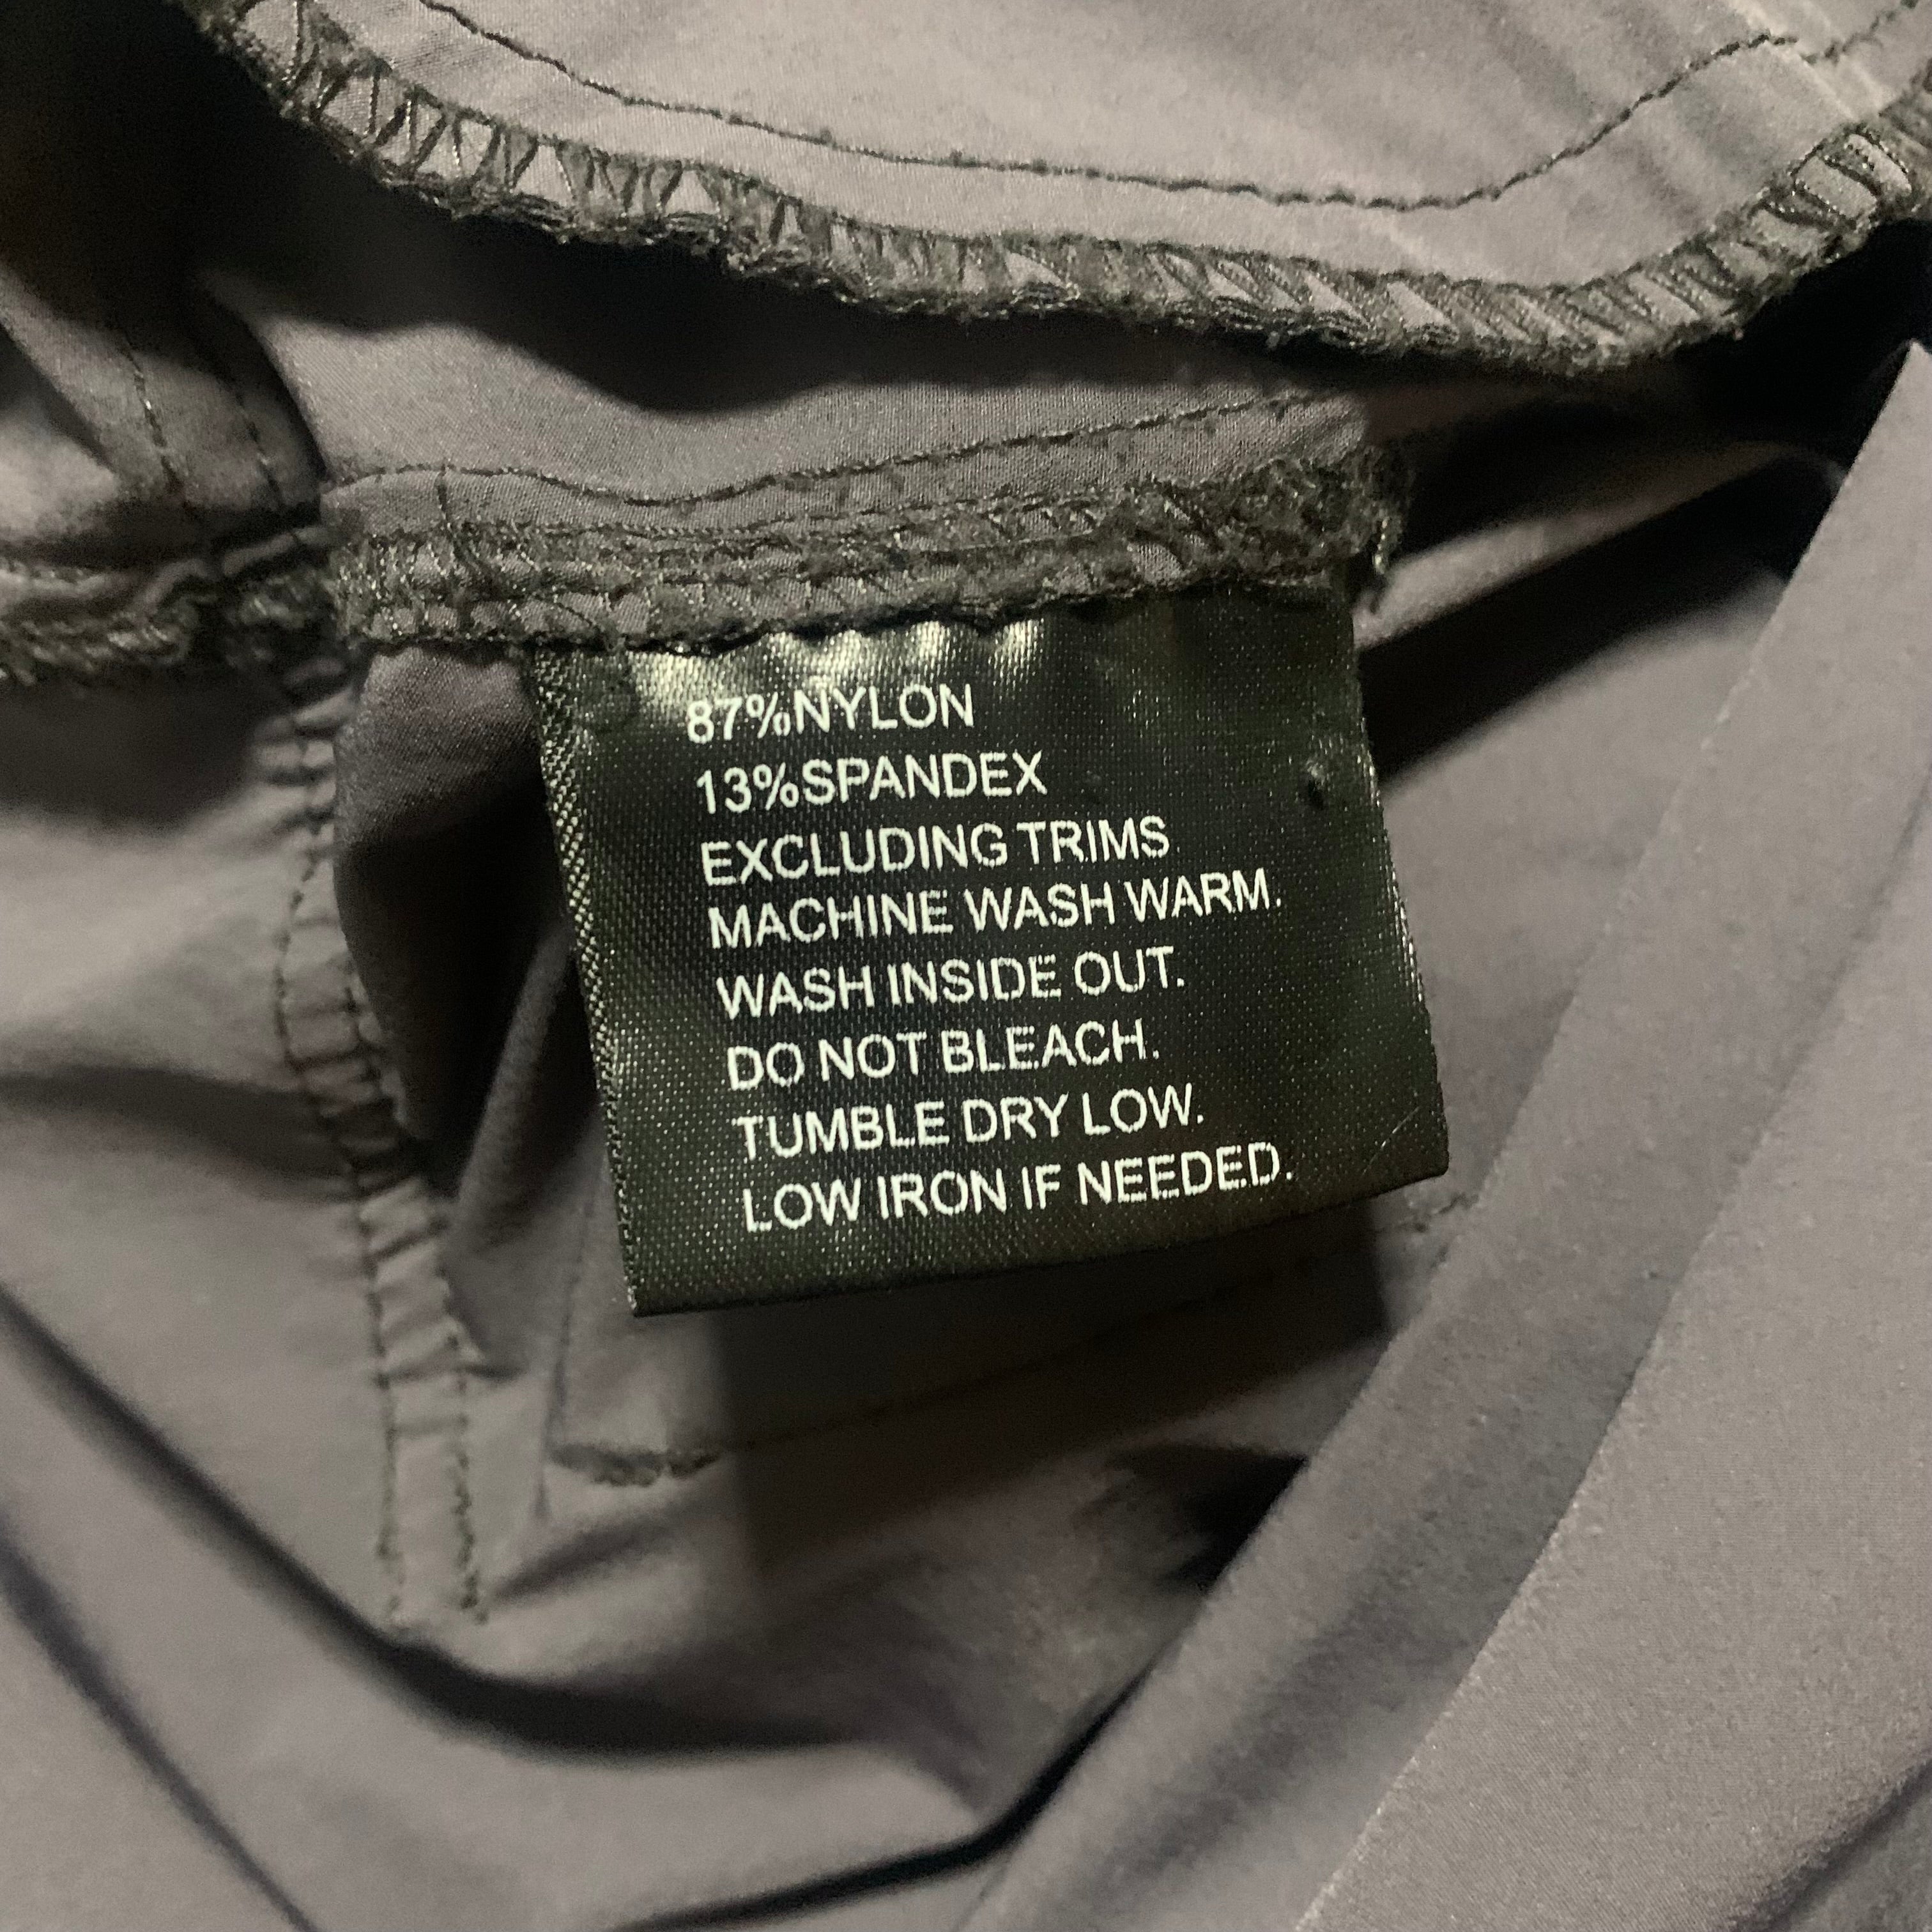 87%NYLON
13%SPANDEX
EXCLUDING TRIMS
MACHINE WASH WARM.
WASH INSIDE OUT.
DO NOT BLEACH.
TUMBLE DRY LOW.
LOW IRON IF NEEDED.